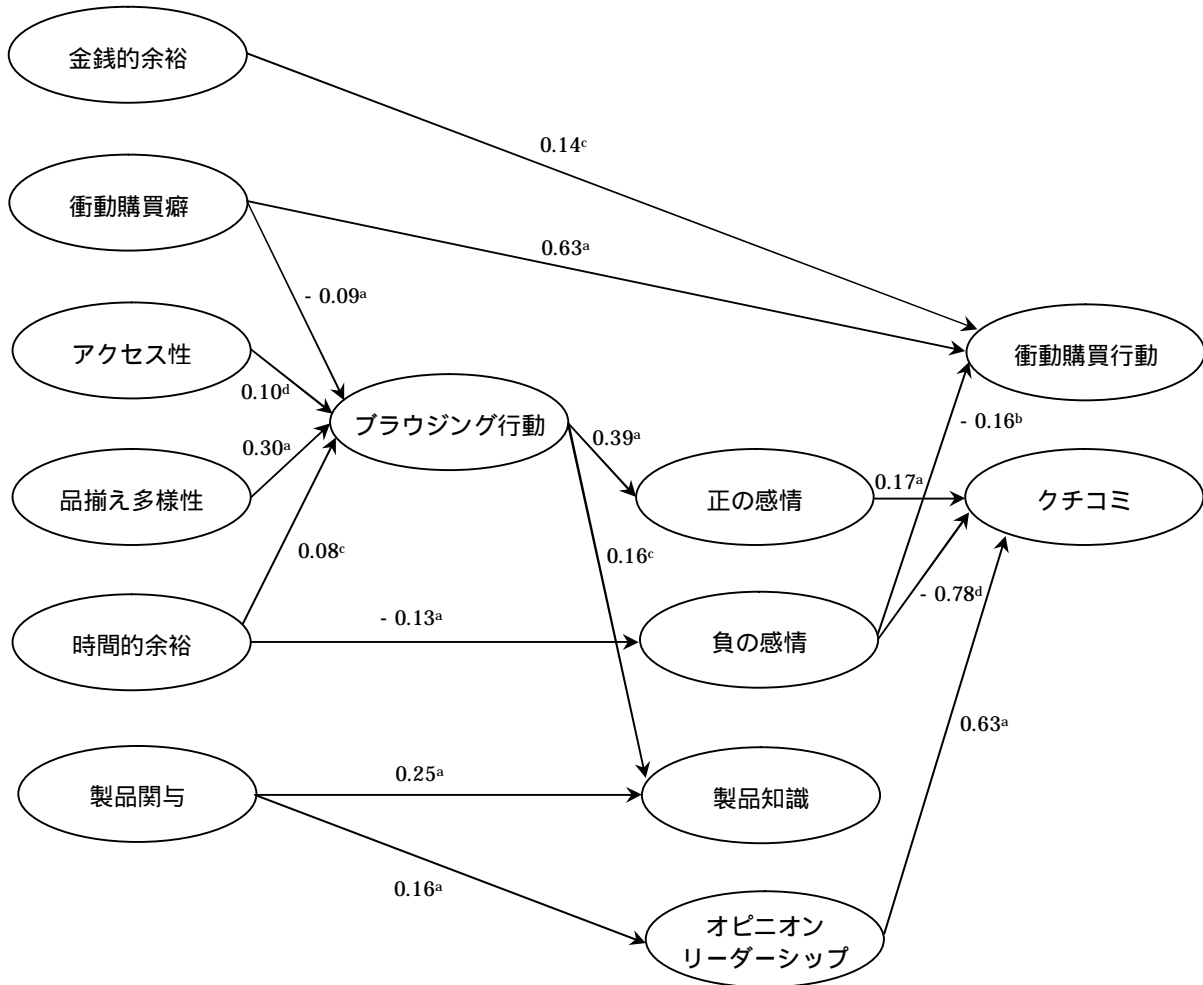 金銭的余裕
0.14ᶜ
衝動購買癖
0.63ᵃ
- 0.09ᵃ
アクセス性
衝動購買行動
0.10ᵈ
ブラウジング行動
0.39ᵃ
- 0.16ᵇ
0.30ᵃ
品揃え多様性
正の感情
0.17ᵃ
クチコミ
0.08ᶜ
0.16ᶜ
- 0.78ᵈ
時間的余裕
- 0.13ᵃ
負の感情
0.63ᵃ
製品関与
0.25ᵃ
製品知識
0.16ᵃ
オピニオン
リーダーシップ